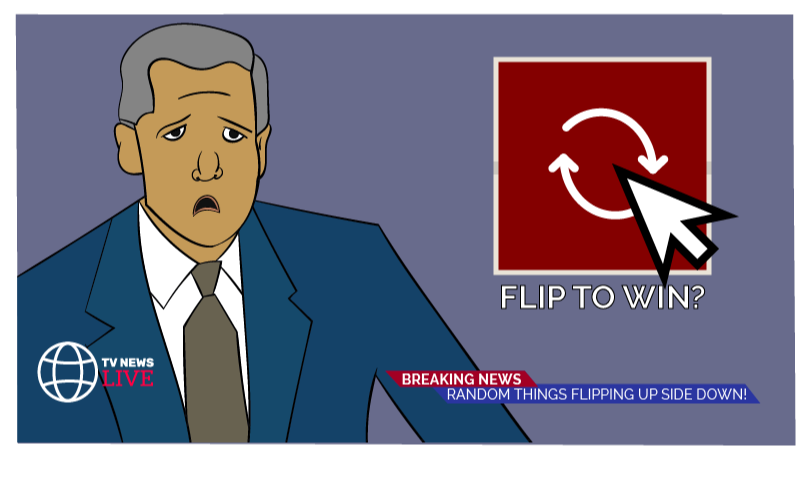 FLIP TO WIN?
TV NEWS
LIVE
BREAKING NEWS
RANDOM THINGS FLIPPING UP SIDE DOWN!